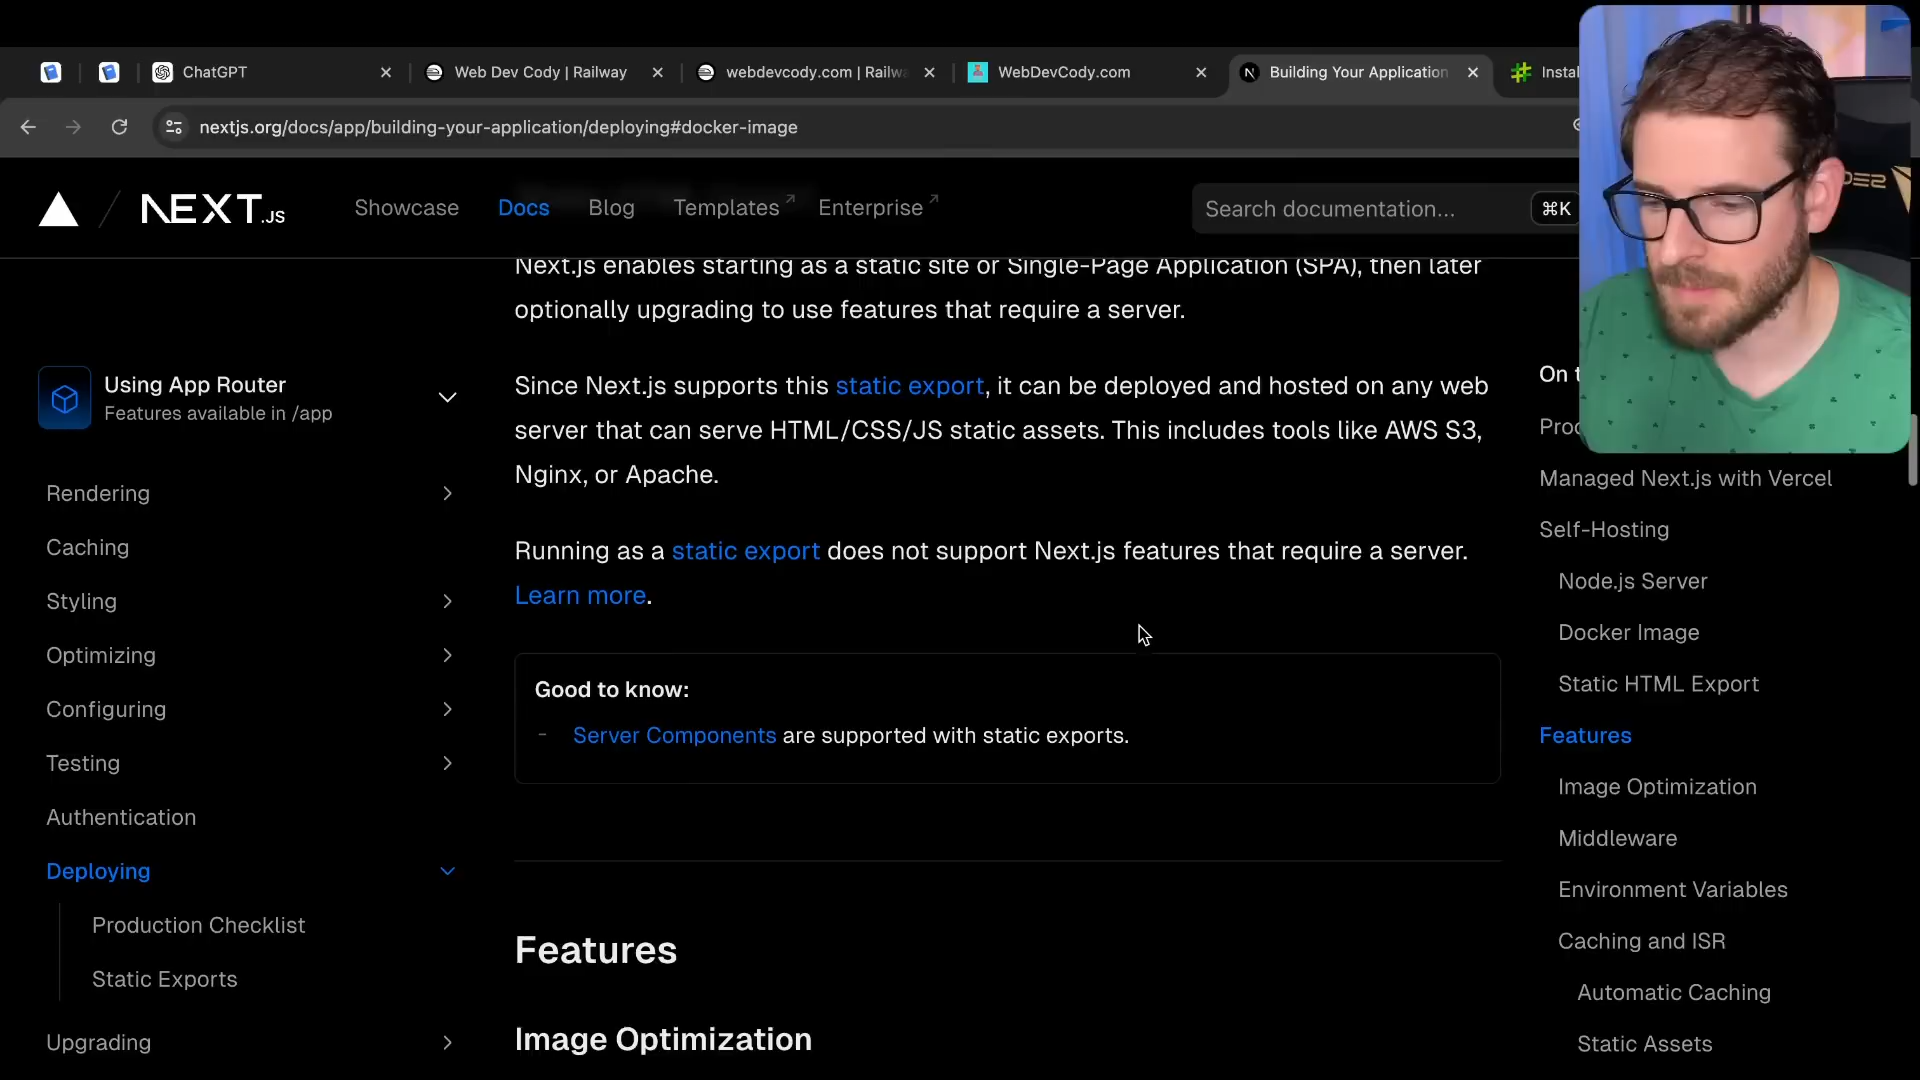 ChatGPT
Web Dev Cody | Railway
webdevcody.com | Railw
WebDevCody.com
Building Your Application
Instal
nextjs.org/docs/app/building-your-application/deploying#docker-image
NEXT.JS
Showcase
Docs
Blog
Templates
Enterprise
Search documentation...
⌘K
Using App Router
Features available in /app
Rendering
Caching
Styling
Optimizing
Configuring
Testing
Authentication
Deploying
Production Checklist
Static Exports
Upgrading
Next.js enables starting as a static site or Single-Page Application (SPA), then later
optionally upgrading to use features that require a server.
Since Next.js supports this static export, it can be deployed and hosted on any web
server that can serve HTML/CSS/JS static assets. This includes tools like AWS S3,
Nginx, or Apache.
Running as a static export does not support Next.js features that require a server.
Learn more.
Good to know:
- Server Components are supported with static exports.
Features
Image Optimization
On t
Proc
Managed Next.js with Vercel
Self-Hosting
Node.js Server
Docker Image
Static HTML Export
Features
Image Optimization
Middleware
Environment Variables
Caching and ISR
Automatic Caching
Static Assets